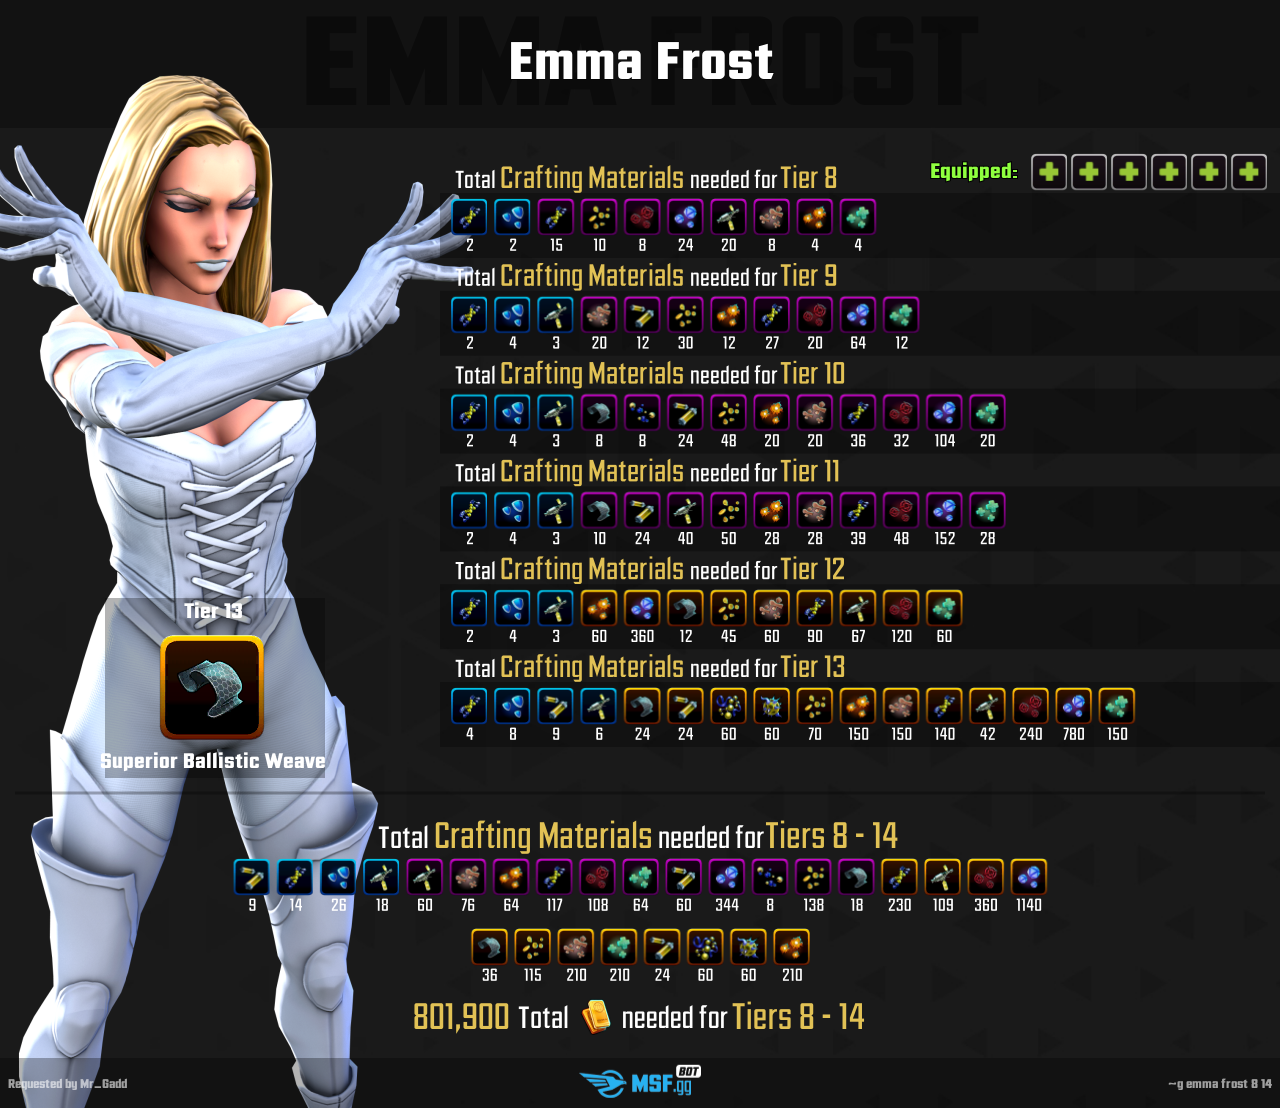 EMMA FROST
Emma Frost
Equipped:
Total Crafting Materials needed for Tier 8
2 2 15 10 8 24 20 8 4 4
Total Crafting Materials needed for Tier 9
2 4 3 20 12 30 12 27 20 64 12
Total Crafting Materials needed for Tier 10
2 4 3 8 8 24 48 20 20 36 32 104 20
Total Crafting Materials needed for Tier 11
2 4 3 10 24 40 50 28 28 39 48 152 28
Total Crafting Materials needed for Tier 12
2 4 3 60 360 12 45 60 90 67 120 60
Total Crafting Materials needed for Tier 13
4 8 9 6 24 24 60 60 70 150 150 140 42 240 780 150
Tier 13
Superior Ballistic Weave
Total Crafting Materials needed for Tiers 8 - 14
9 14 26 18 60 76 64 117 108 64 60 344 8 138 18 230 109 360 1140
36 115 210 210 24 60 60 210
801,900 Total needed for Tiers 8 - 14
Requested by Mr_Gadd
MSF.gg BOT
~g emma frost 8 14